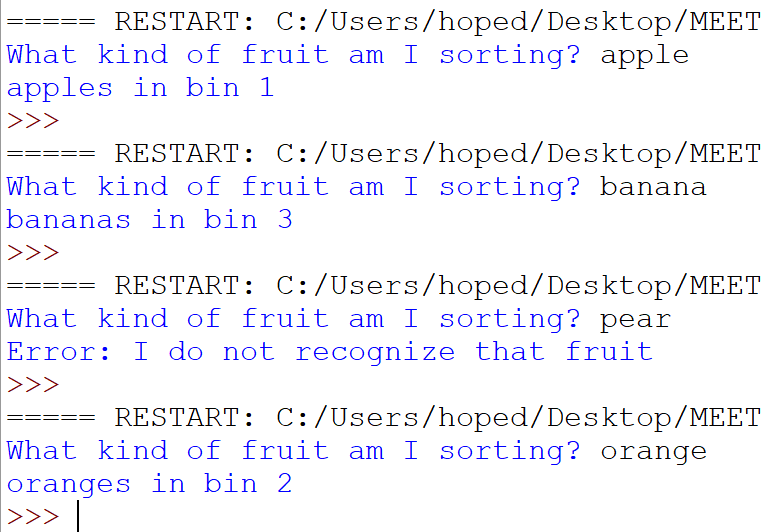 ===== RESTART: C:/Users/hoped/Desktop/MEET
What kind of fruit am I sorting? apple
apples in bin 1
>>>
===== RESTART: C:/Users/hoped/Desktop/MEET
What kind of fruit am I sorting? banana
bananas in bin 3
>>>
===== RESTART: C:/Users/hoped/Desktop/MEET
What kind of fruit am I sorting? pear
Error: I do not recognize that fruit
>>>
===== RESTART: C:/Users/hoped/Desktop/MEET
What kind of fruit am I sorting? orange
oranges in bin 2
>>>